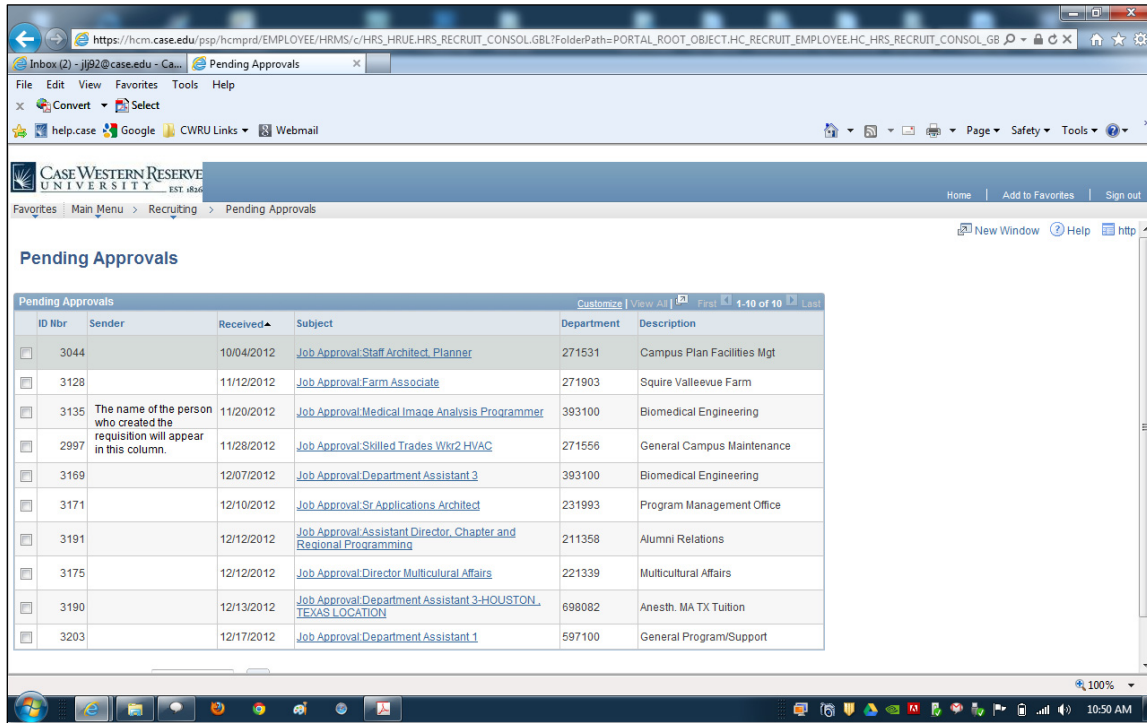 https://hcm.case.edu/psp/hcmprd/EMPLOYEE/HRMS/c/HRS_HRUE.HRS_RECRUIT_CONSOL.GBL?FolderPath=PORTAL_ROOT_OBJECT.HC_RECRUIT_EMPLOYEE.HC_HRS_RECRUIT_CONSOL_GB
Inbox (2) - jlj92@case.edu - Ca... Pending Approvals
File Edit View Favorites Tools Help
Convert Select
help.case Google CWRU Links Webmail Page Safety Tools
CASE WESTERN RESERVE
UNIVERSITY EST. 1826
Home | Add to Favorites | Sign out
Favorites Main Menu > Recruiting > Pending Approvals
New Window Help http
Pending Approvals
Pending Approvals Customize | View All | First 1-10 of 10 Last
ID Nbr Sender Received Subject Department Description
3044 10/04/2012 Job Approval:Staff Architect, Planner 271531 Campus Plan Facilities Mgt
3128 11/12/2012 Job Approval:Farm Associate 271903 Squire Valleevue Farm
3135 The name of the person 11/20/2012 Job Approval:Medical Image Analysis Programmer 393100 Biomedical Engineering
who created the
requisition will appear
2997 in this column. 11/28/2012 Job Approval:Skilled Trades Wkr2 HVAC 271556 General Campus Maintenance
3169 12/07/2012 Job Approval:Department Assistant 3 393100 Biomedical Engineering
3171 12/10/2012 Job Approval:Sr Applications Architect 231993 Program Management Office
3191 12/12/2012 Job Approval:Assistant Director, Chapter and 211358 Alumni Relations
Regional Programming
3175 12/12/2012 Job Approval:Director Multiculural Affairs 221339 Multicultural Affairs
3190 12/13/2012 Job Approval:Department Assistant 3-HOUSTON , 698082 Anesth. MA TX Tuition
TEXAS LOCATION
3203 12/17/2012 Job Approval:Department Assistant 1 597100 General Program/Support
100%
10:50 AM